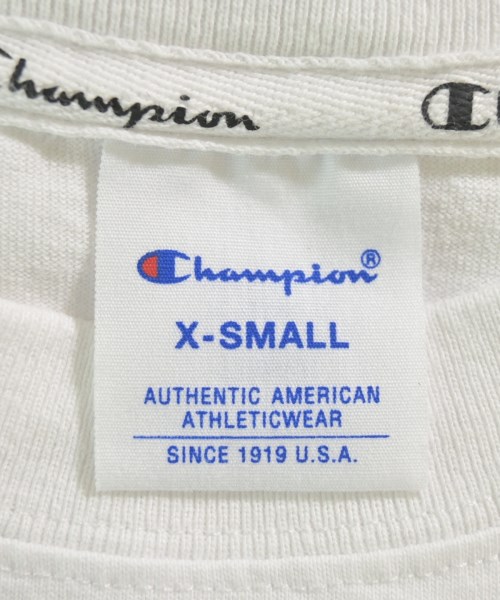 Champion
Champion®
X-SMALL
AUTHENTIC AMERICAN
ATHLETICWEAR
SINCE 1919 U.S.A.